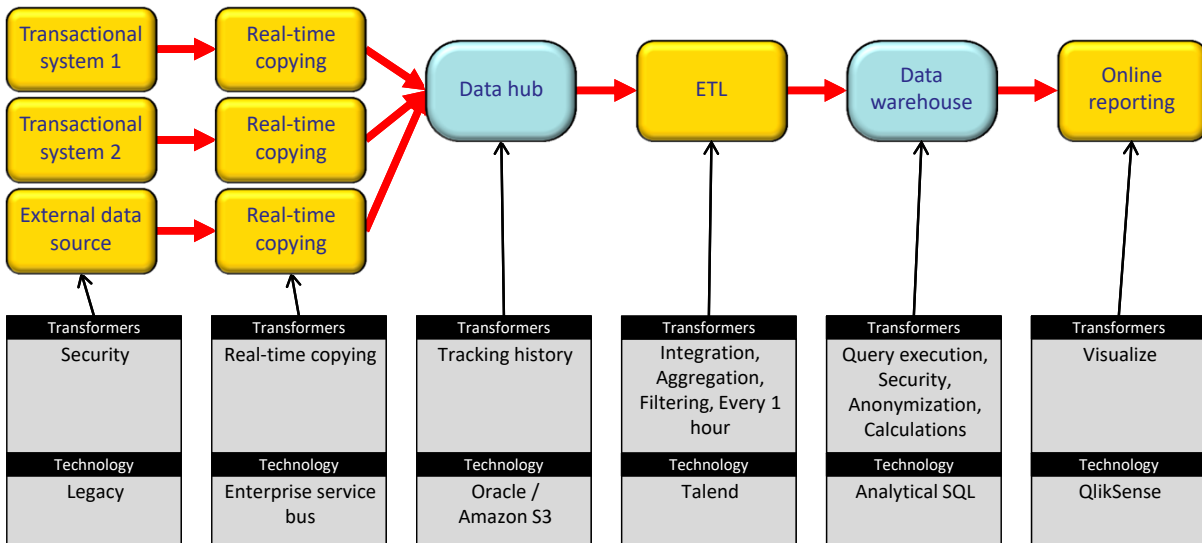 Transactional
system 1
Real-time
copying
Data hub
ETL
Data
warehouse
Online
reporting
Transactional
system 2
Real-time
copying
External data
source
Real-time
copying
Transformers
Security
Technology
Legacy
Transformers
Real-time copying
Technology
Enterprise service
bus
Transformers
Tracking history
Technology
Oracle /
Amazon S3
Transformers
Integration,
Aggregation,
Filtering, Every 1
hour
Technology
Talend
Transformers
Query execution,
Security,
Anonymization,
Calculations
Technology
Analytical SQL
Transformers
Visualize
Technology
QlikSense